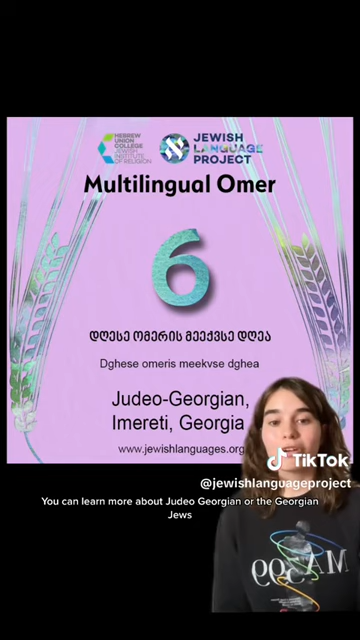 HEBREW
UNION
COLLEGE
JEWISH
INSTITUTE
OF RELIGION
JEWISH
LANGUAGE
PROJECT
Multilingual Omer
6
დღესე ომერის მეექვსე დღეა
Dghese omeris meekvse dghea
Judeo-Georgian,
Imereti, Georgia
www.jewishlanguages.org
TikTok
@jewishlanguageproject
You can learn more about Judeo Georgian or the Georgian
Jews